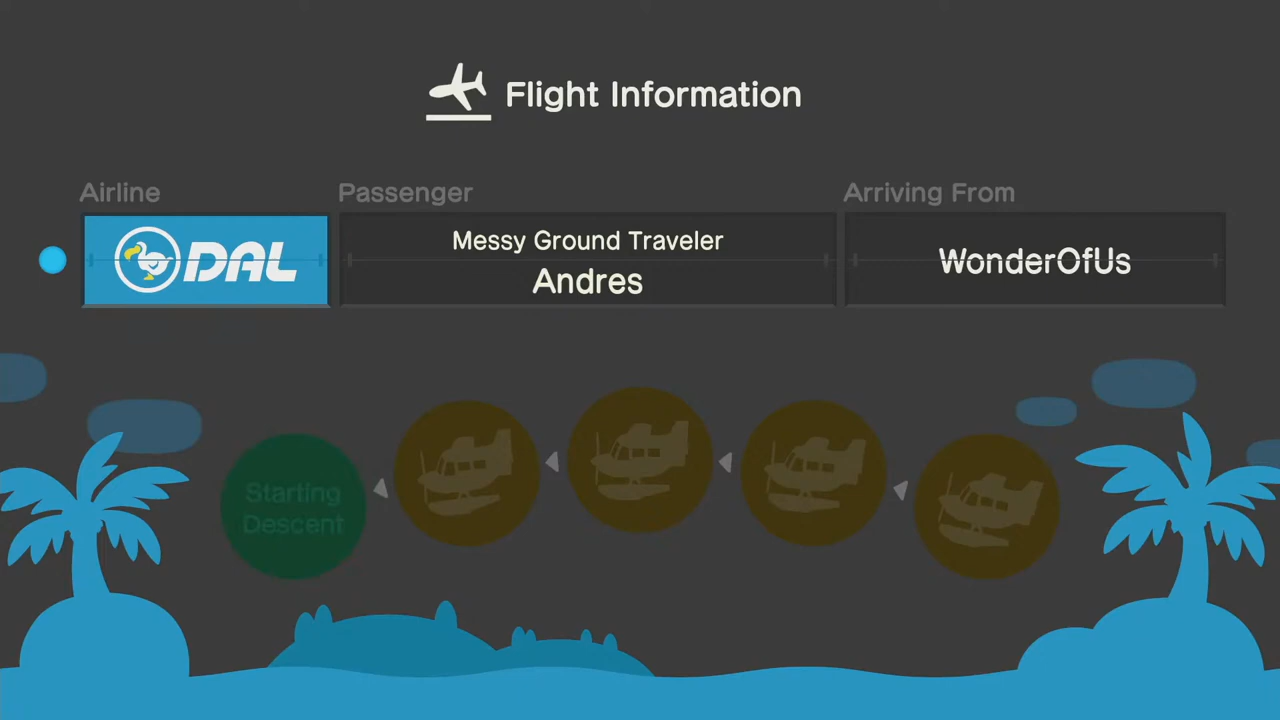 Flight Information
Airline
Passenger
Arriving From
DAL
Messy Ground Traveler
Andres
WonderOfUs
Starting
Descent